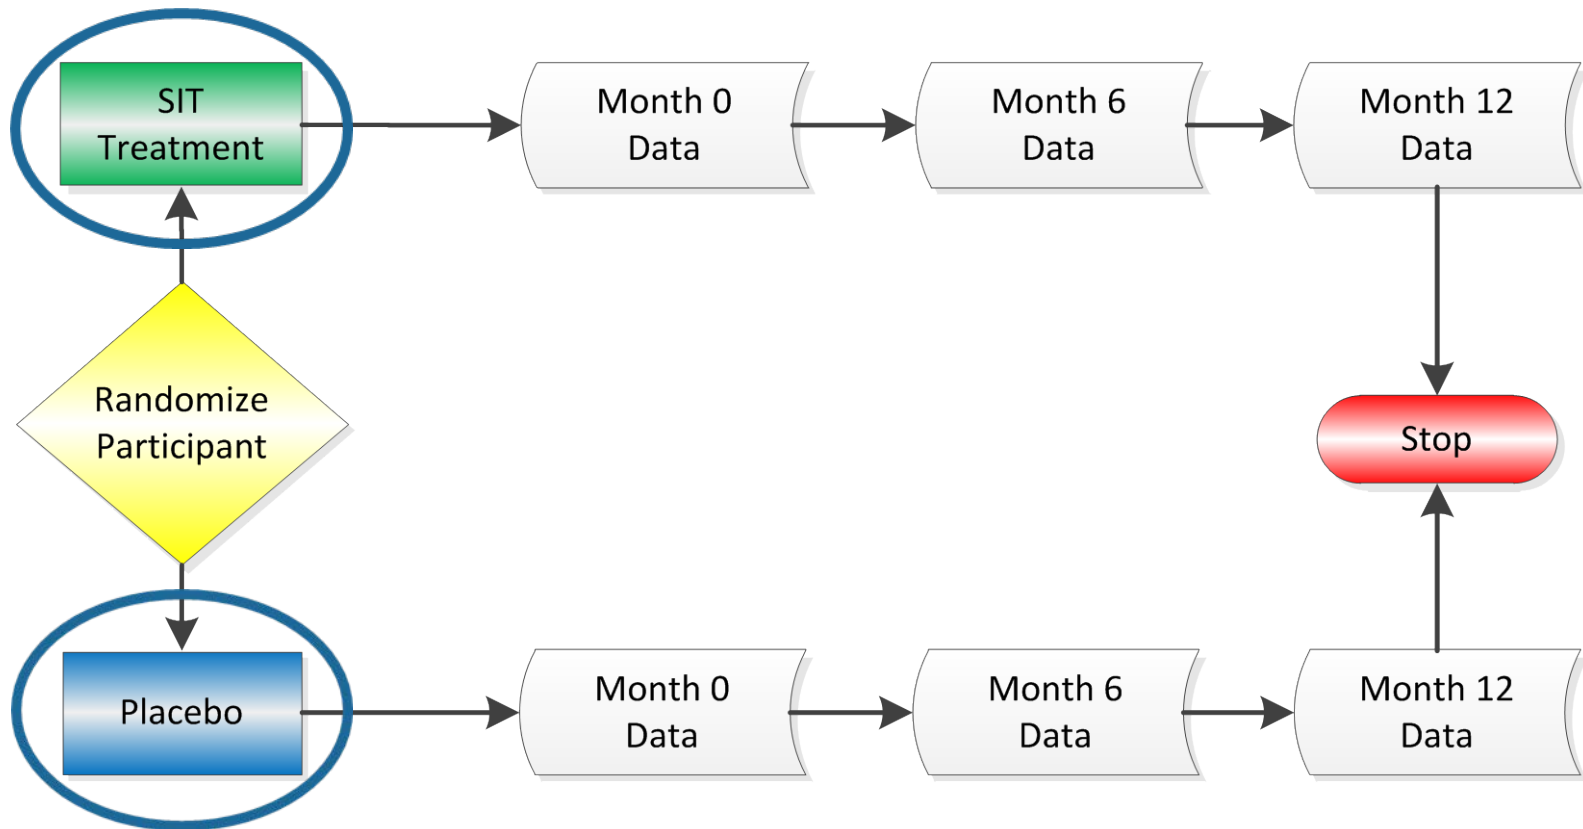 SIT
Treatment
Month 0
Data
Month 6
Data
Month 12
Data
Randomize
Participant
Stop
Placebo
Month 0
Data
Month 6
Data
Month 12
Data